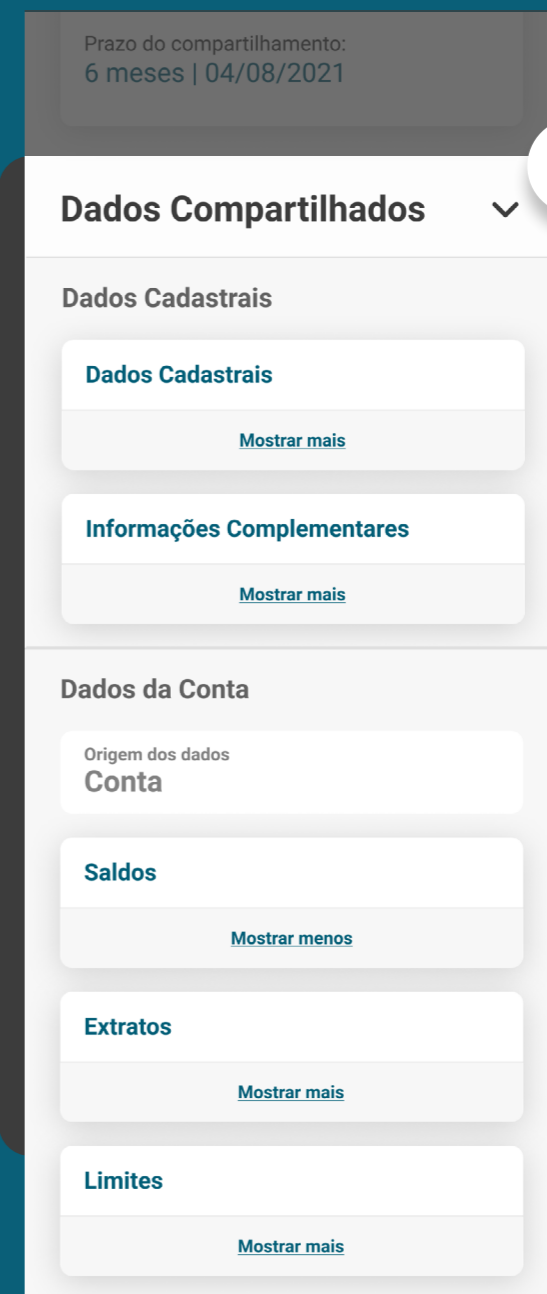 Prazo do compartilhamento:
6 meses | 04/08/2021
Dados Compartilhados
Dados Cadastrais
Dados Cadastrais
Mostrar mais
Informações Complementares
Mostrar mais
Dados da Conta
Origem dos dados
Conta
Saldos
Mostrar menos
Extratos
Mostrar mais
Limites
Mostrar mais